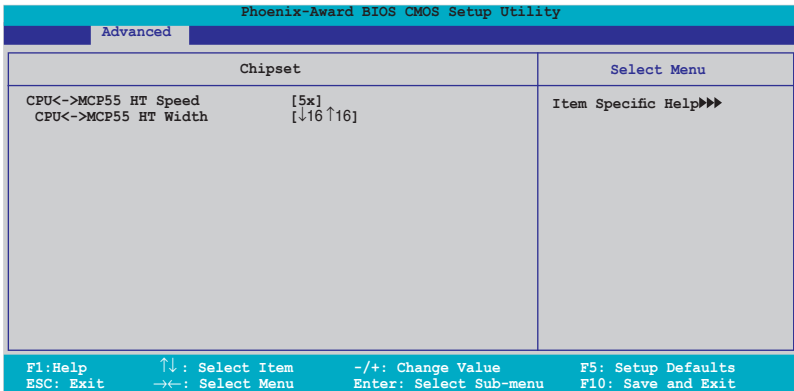 Phoenix-Award BIOS CMOS Setup Utility
Advanced
Chipset
Select Menu
CPU<->MCP55 HT Speed [5x]
CPU<->MCP55 HT Width [↓16 ↑16]
Item Specific Help▶▶▶
F1:Help ↑↓: Select Item -/+: Change Value F5: Setup Defaults
ESC: Exit →←: Select Menu Enter: Select Sub-menu F10: Save and Exit